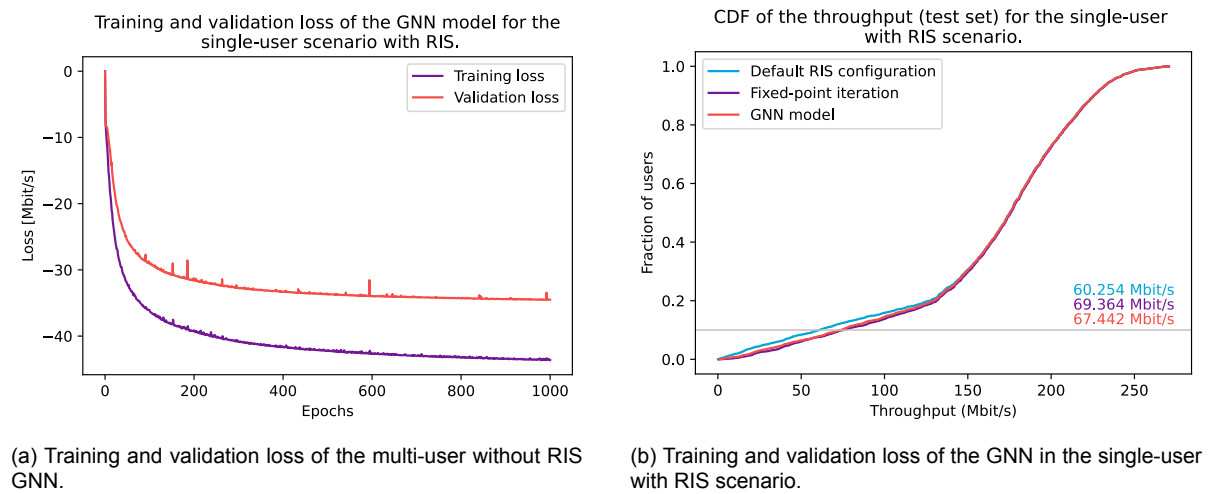 Training and validation loss of the GNN model for the
single-user scenario with RIS.
0
−10
−20
−30
−40
Loss [Mbit/s]
Training loss
Validation loss
0 200 400 600 800 1000
Epochs
(a) Training and validation loss of the multi-user without RIS
GNN.
CDF of the throughput (test set) for the single-user
with RIS scenario.
1.0
0.8
0.6
0.4
0.2
0.0
Fraction of users
Default RIS configuration
Fixed-point iteration
GNN model
60.254 Mbit/s
69.364 Mbit/s
67.442 Mbit/s
0 50 100 150 200 250
Throughput (Mbit/s)
(b) Training and validation loss of the GNN in the single-user
with RIS scenario.